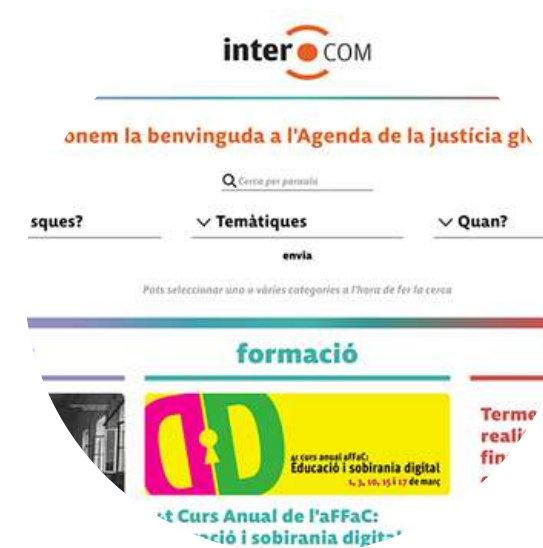 inter COM
onem la benvinguda a l'Agenda de la justícia gl
Cerca per paraula
sques?
Temàtiques
Quan?
envia
Pots seleccionar una o vàries categories a l'hora de fer la cerca
formació
4t curs anual aFFaC:
Educació i sobirania digital
1, 3, 10, 15 i 17 de març
Terme
reali
fin
t Curs Anual de l'aFFaC:
ació i sobirania digital